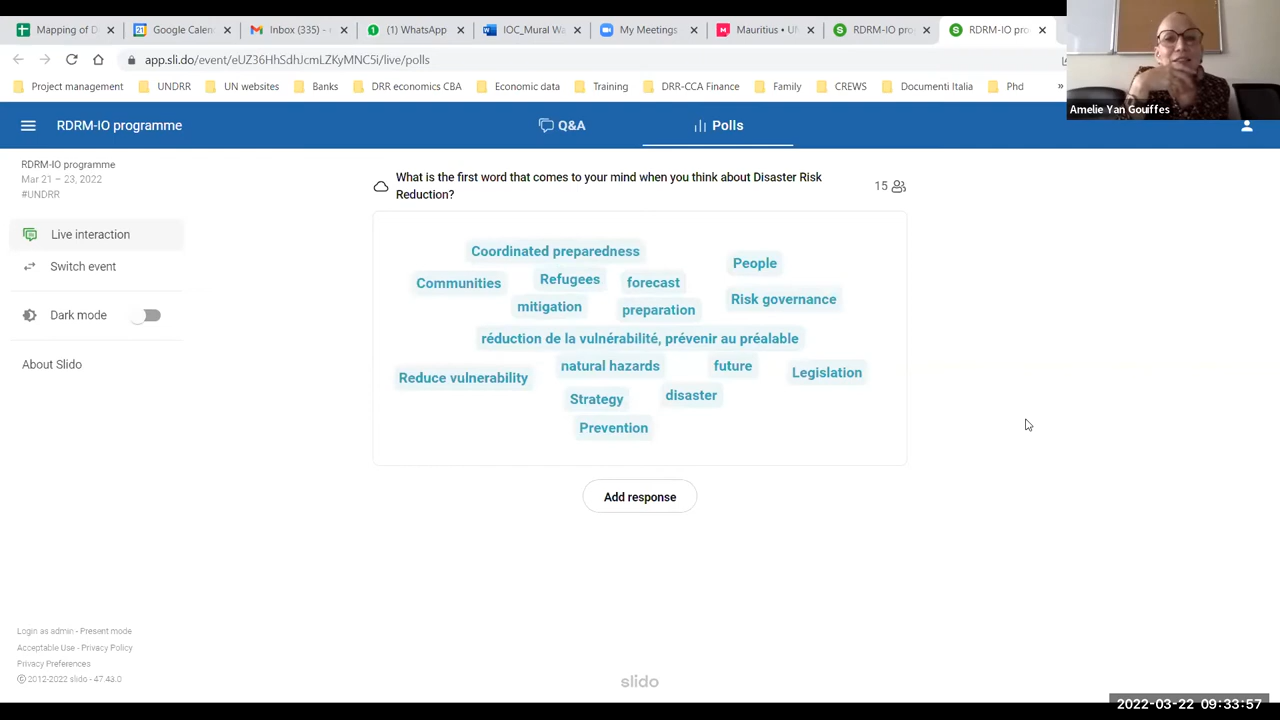 Mapping of D
Google Calen
Inbox (335) - e
(1) WhatsApp
IOC_Mural Wa
My Meetings
Mauritius • UN
RDRM-IO pro
RDRM-IO pro
app.sli.do/event/eUZ36HhSdhJcmLZKyMNC5i/live/polls
Project management
UNDRR
UN websites
Banks
DRR economics CBA
Economic data
Training
DRR-CCA Finance
Family
CREWS
Documenti Italia
Phd
»
Amelie Yan Gouiffes
RDRM-IO programme
Q&A
Polls
RDRM-IO programme
Mar 21 – 23, 2022
#UNDRR
Live interaction
Switch event
Dark mode
About Slido
What is the first word that comes to your mind when you think about Disaster Risk
Reduction?
15
Coordinated preparedness
People
Communities
Refugees
forecast
Risk governance
mitigation
preparation
réduction de la vulnérabilité, prévenir au préalable
natural hazards
future
Legislation
Reduce vulnerability
Strategy
disaster
Prevention
Add response
Login as admin - Present mode
Acceptable Use - Privacy Policy
Privacy Preferences
© 2012-2022 slido - 47.43.0
slido
2022-03-22 09:33:57